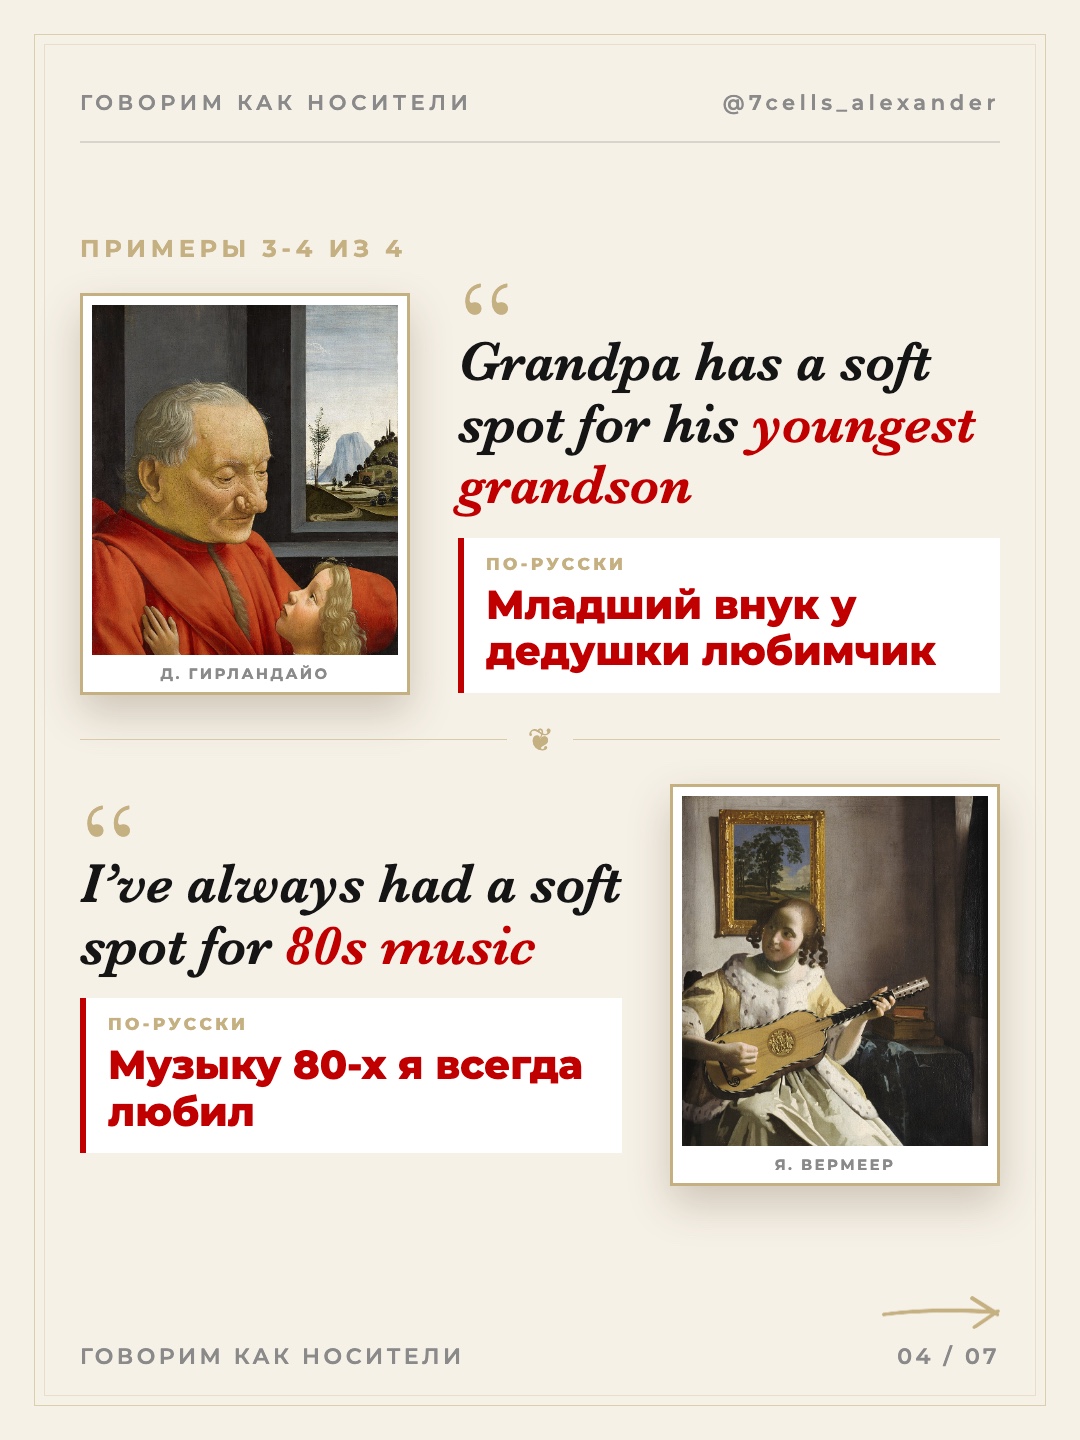 ГОВОРИМ КАК НОСИТЕЛИ
@7cells_alexander
ПРИМЕРЫ 3-4 ИЗ 4
“
Grandpa has a soft
spot for his youngest
grandson
ПО-РУССКИ
Младший внук у
дедушки любимчик
Д. ГИРЛАНДАЙО
“
I’ve always had a soft
spot for 80s music
ПО-РУССКИ
Музыку 80-х я всегда
любил
Я. ВЕРМЕЕР
ГОВОРИМ КАК НОСИТЕЛИ
04 / 07